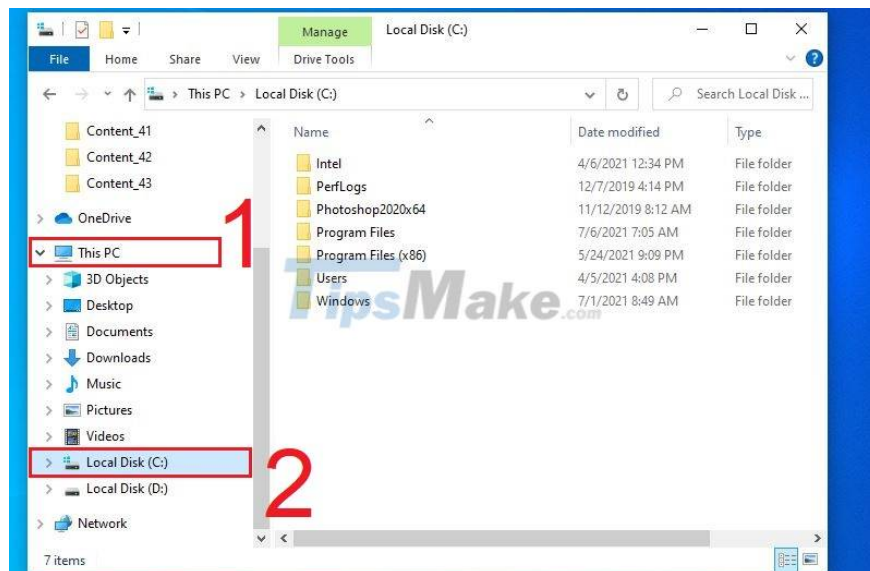 Manage Local Disk (C:)
File Home Share View Drive Tools ?
This PC > Local Disk (C:) Search Local Disk ...
Content_41
Content_42
Content_43
OneDrive
This PC
3D Objects
Desktop
Documents
Downloads
Music
Pictures
Videos
Local Disk (C:)
Local Disk (D:)
Network
1
2
Name Date modified Type
Intel 4/6/2021 12:34 PM File folder
PerfLogs 12/7/2019 4:14 PM File folder
Photoshop2020x64 11/12/2019 8:12 AM File folder
Program Files 7/6/2021 7:05 AM File folder
Program Files (x86) 5/24/2021 9:09 PM File folder
Users 4/5/2021 4:08 PM File folder
Windows 7/1/2021 8:49 AM File folder
TipsMake.com
7 items